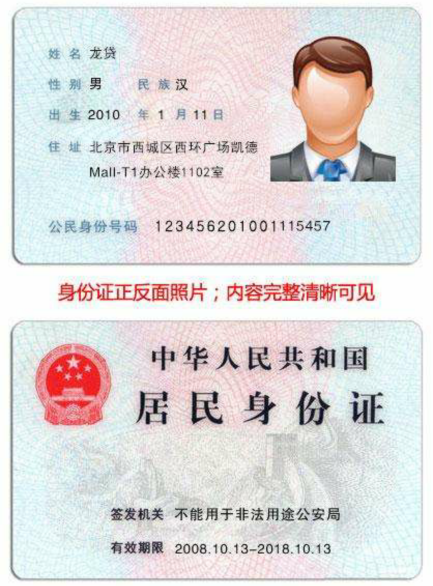 姓名 龙贷
性别 男 民族 汉
出生 2010 年 1 月 11 日
住址 北京市西城区西环广场凯德
Mall-T1办公楼1102室
公民身份号码 123456201001115457
身份证正反面照片；内容完整清晰可见
中华人民共和国
居民身份证
签发机关 不能用于非法用途公安局
有效期限 2008.10.13-2018.10.13